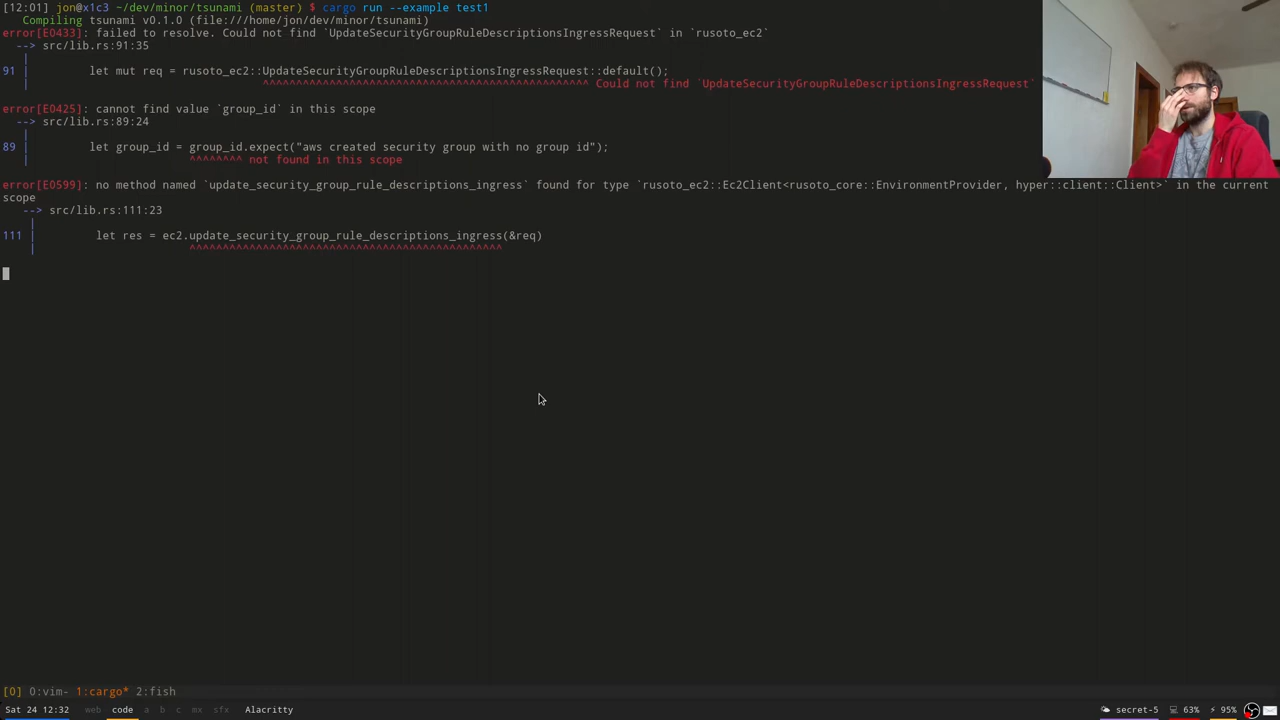 [12:01] jon@x1c3 ~/dev/minor/tsunami (master) $ cargo run --example test1
Compiling tsunami v0.1.0 (file:///home/jon/dev/minor/tsunami)
error[E0433]: failed to resolve. Could not find `UpdateSecurityGroupRuleDescriptionsIngressRequest` in `rusoto_ec2`
--> src/lib.rs:91:35
|
91 | let mut req = rusoto_ec2::UpdateSecurityGroupRuleDescriptionsIngressRequest::default();
| ^^^^^^^^^^^^^^^^^^^^^^^^^^^^^^^^^^^^^^^^^^^^^^^^^ Could not find `UpdateSecurityGroupRuleDescriptionsIngressRequest`
error[E0425]: cannot find value `group_id` in this scope
--> src/lib.rs:89:24
|
89 | let group_id = group_id.expect("aws created security group with no group id");
| ^^^^^^^^ not found in this scope
error[E0599]: no method named `update_security_group_rule_descriptions_ingress` found for type `rusoto_ec2::Ec2Client<rusoto_core::EnvironmentProvider, hyper::client::Client>` in the current
scope
--> src/lib.rs:111:23
|
111 | let res = ec2.update_security_group_rule_descriptions_ingress(&req)
| ^^^^^^^^^^^^^^^^^^^^^^^^^^^^^^^^^^^^^^^^^^^^^^^
[0] 0:vim- 1:cargo* 2:fish
Sat 24 12:32 web code a b c mx sfx Alacritty secret-5 63% 95%